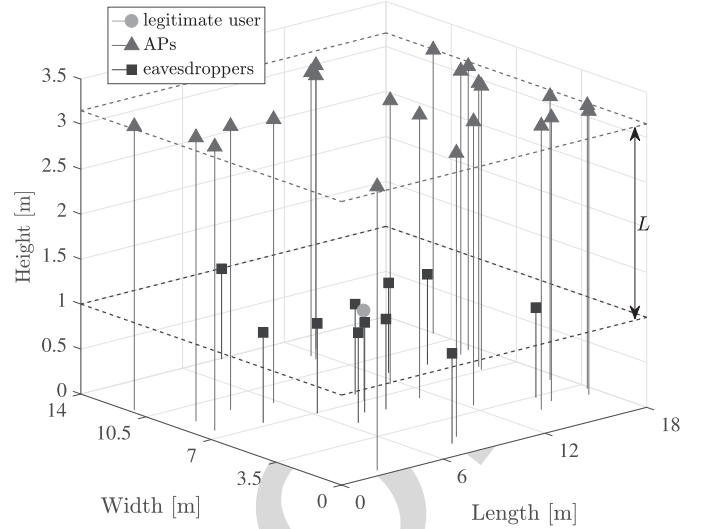 legitimate user
APs
eavesdroppers
3.5
3
2.5
2
1.5
1
0.5
0
Height [m]
L
14
10.5
7
3.5
0
Width [m]
0
6
12
18
Length [m]